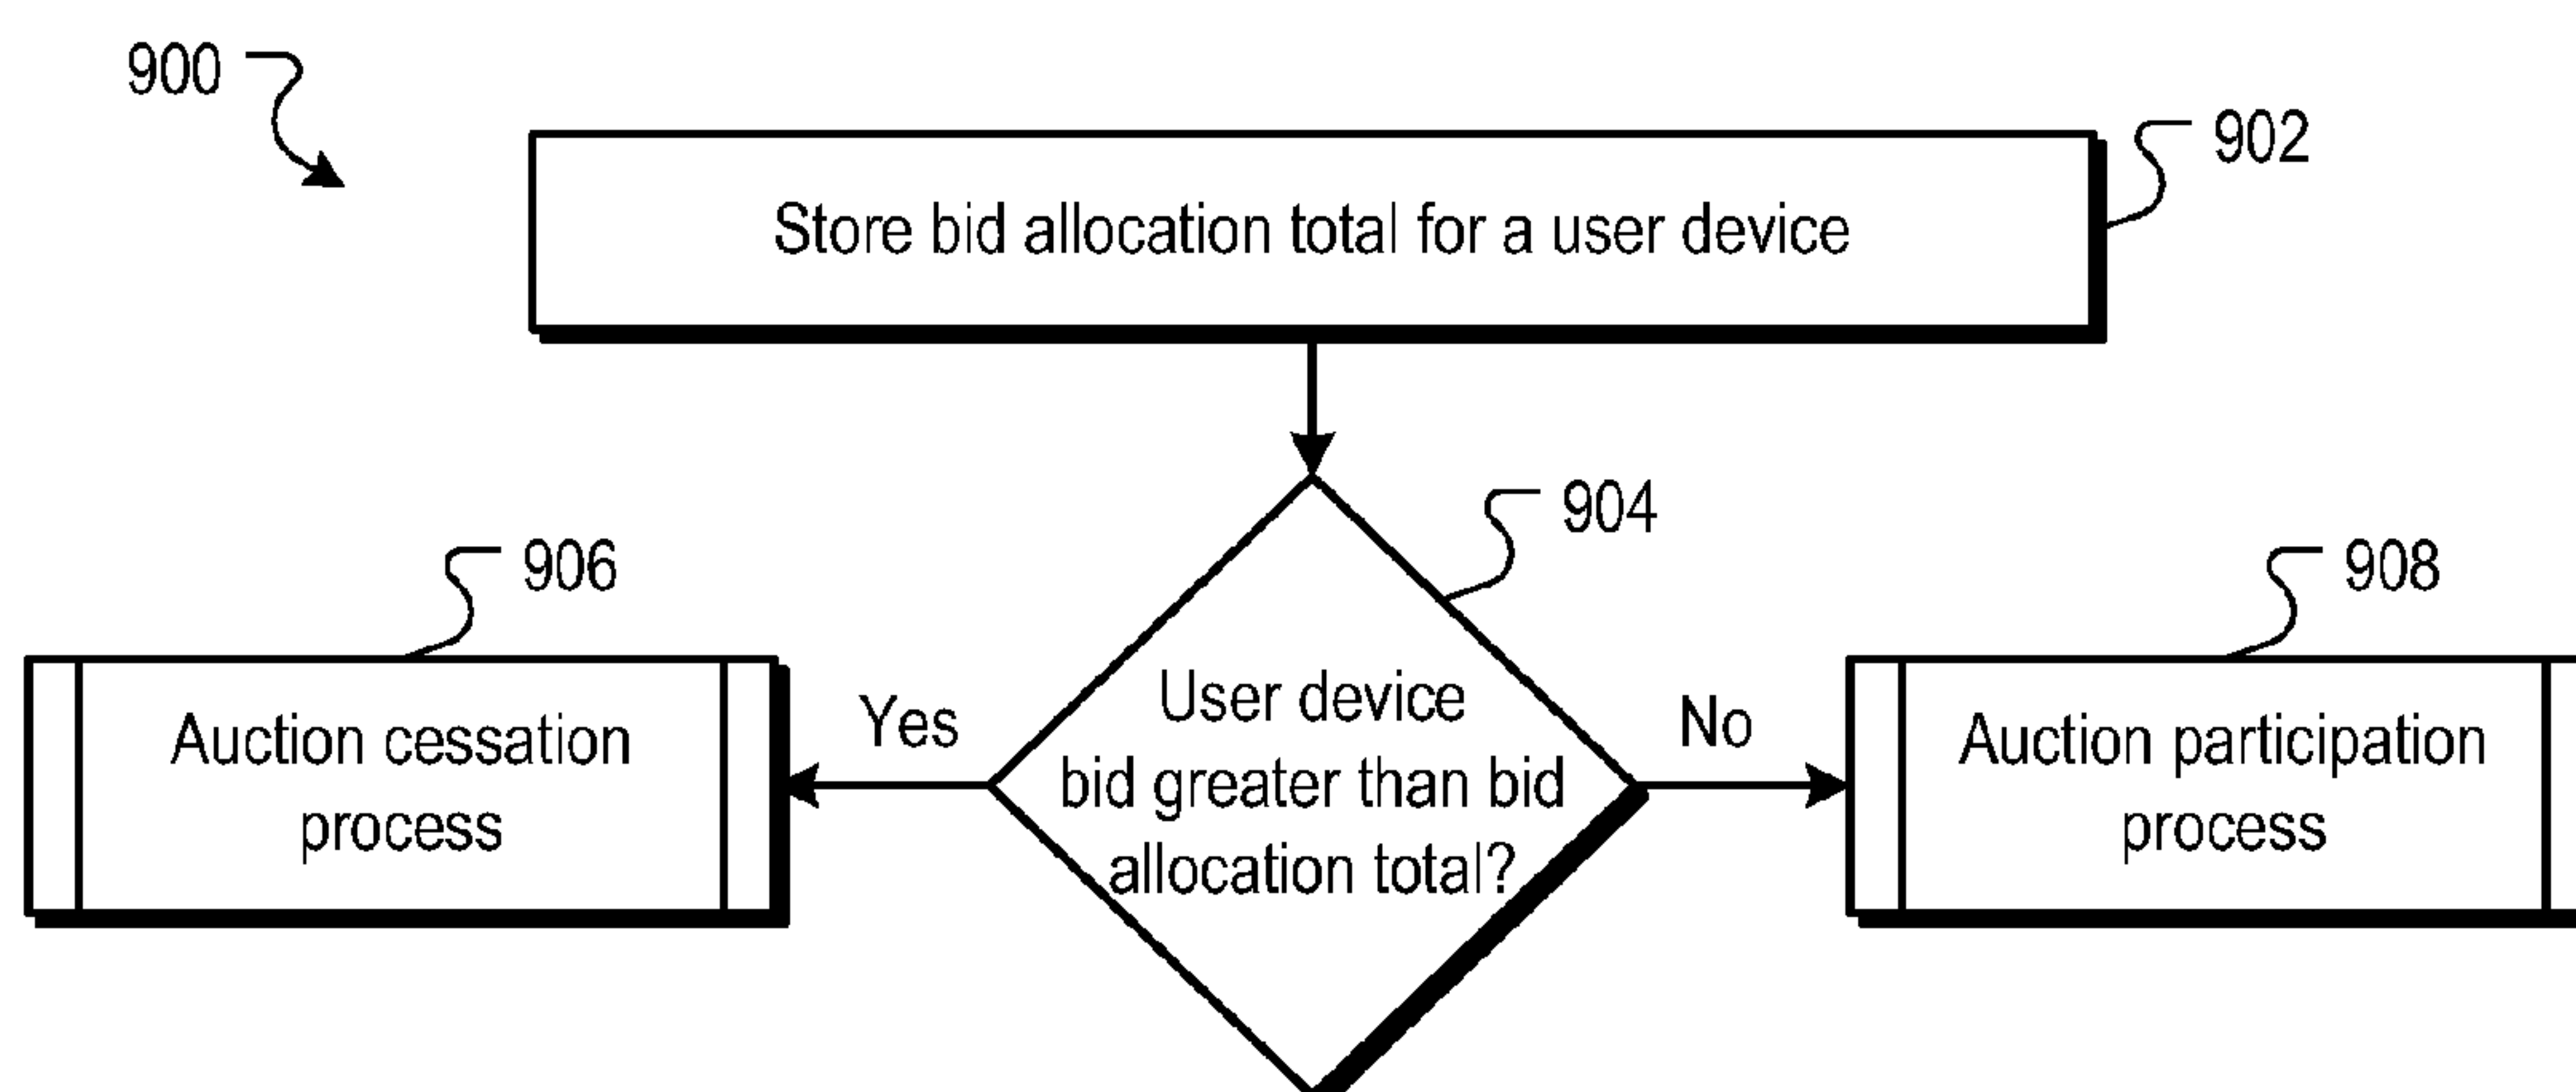 900
902
Store bid allocation total for a user device
904
906
908
User device
bid greater than bid
allocation total?
Yes
No
Auction cessation
process
Auction participation
process